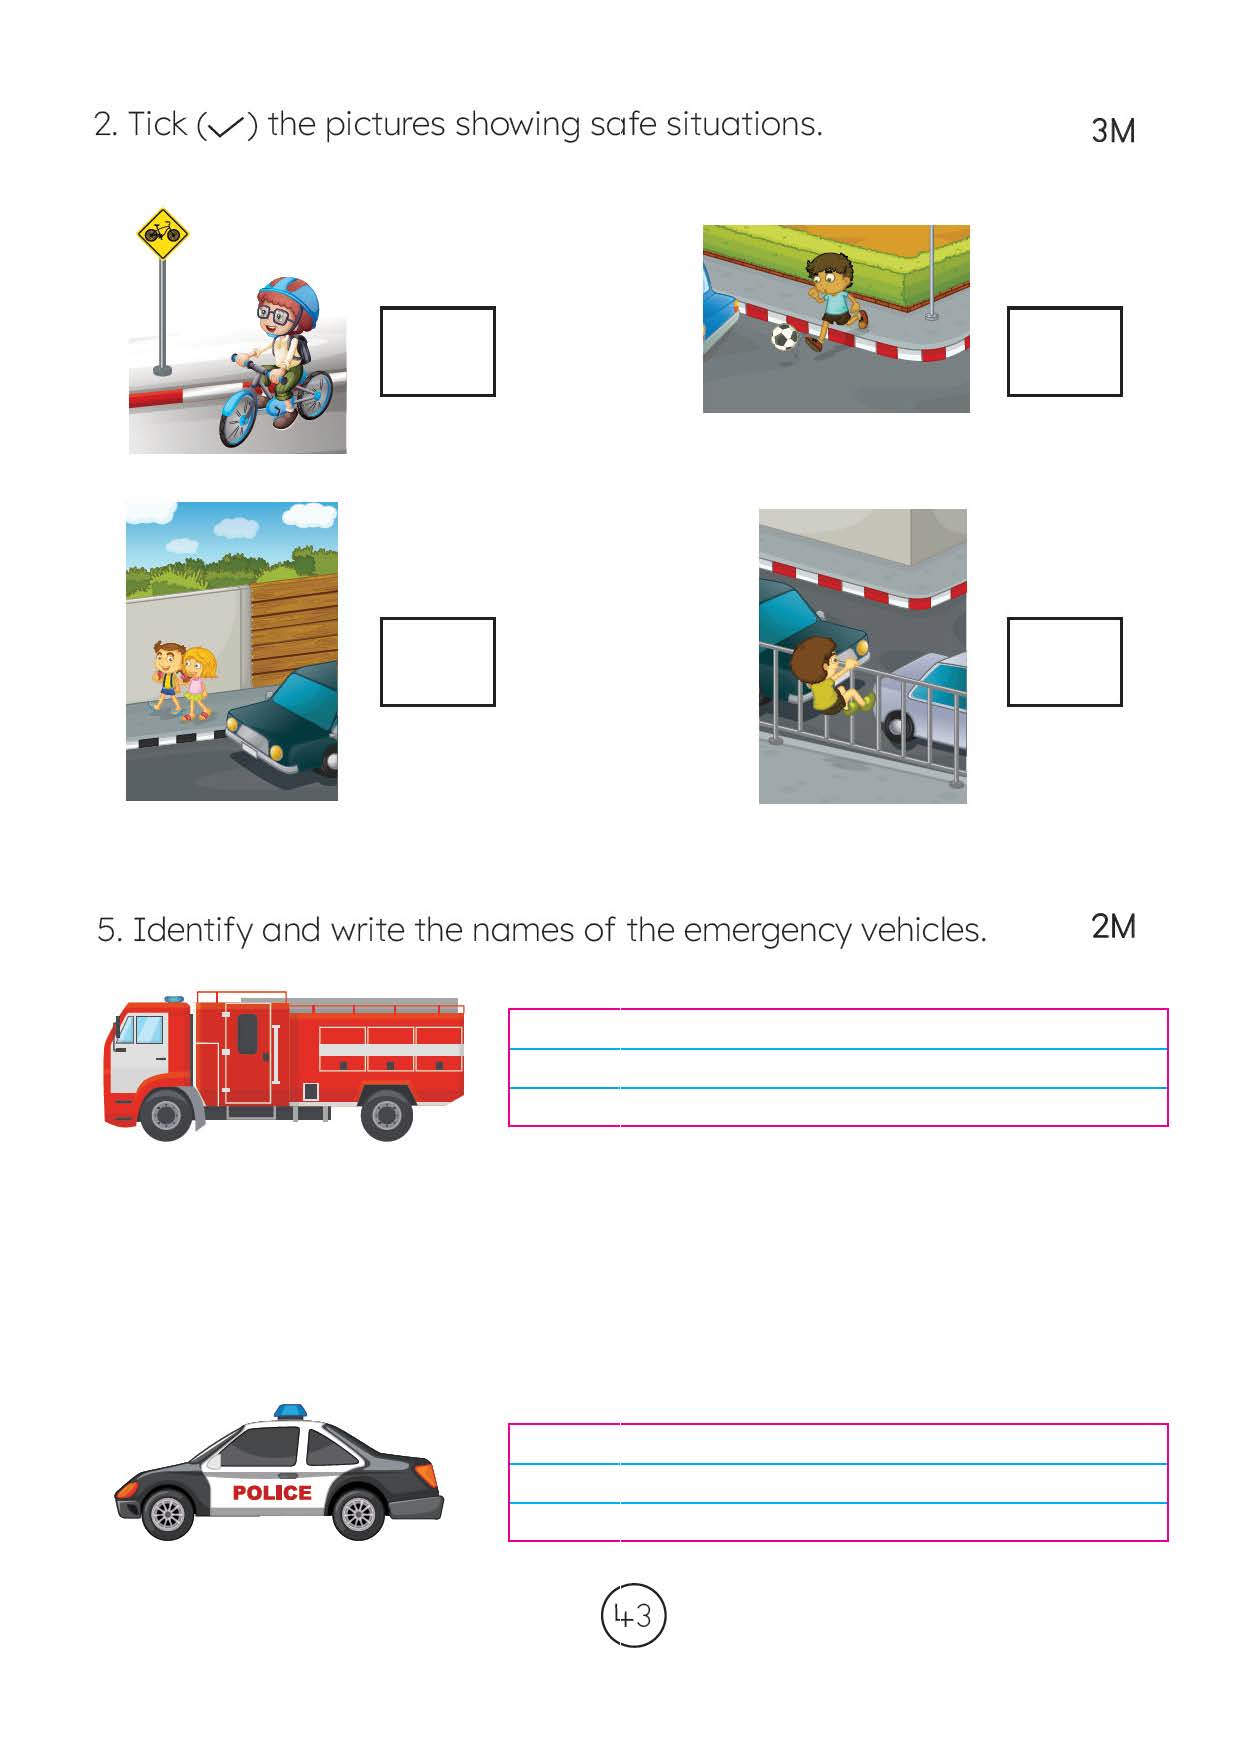 2. Tick (✓) the pictures showing safe situations. 3M
5. Identify and write the names of the emergency vehicles. 2M
POLICE
43